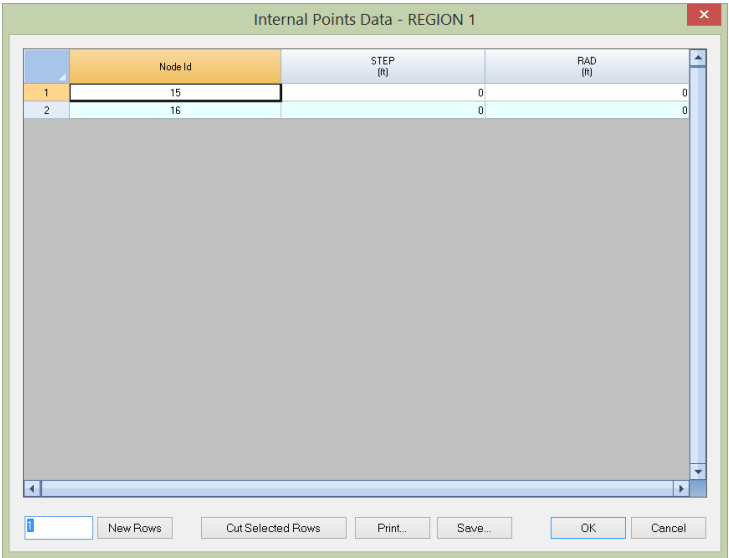 Internal Points Data - REGION 1
Node Id STEP RAD
(ft) (ft)
1 15 0 0
2 16 0 0
1 New Rows Cut Selected Rows Print... Save... OK Cancel